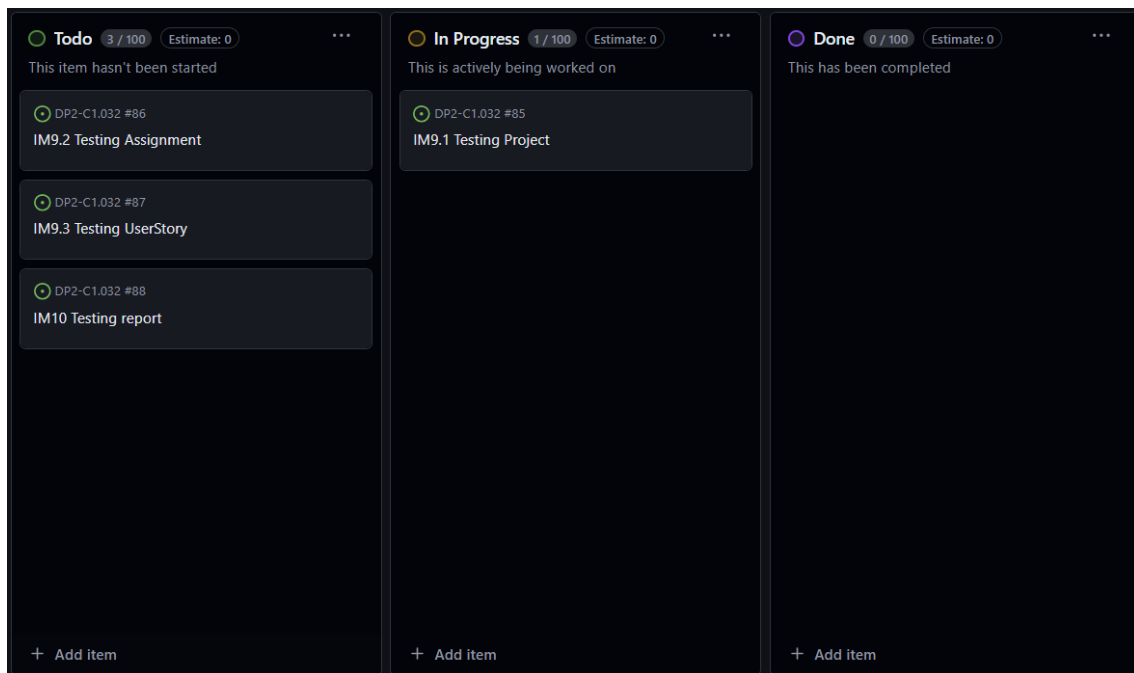 Todo 3 / 100 Estimate: 0 ...
This item hasn't been started
DP2-C1.032 #86
IM9.2 Testing Assignment
DP2-C1.032 #87
IM9.3 Testing UserStory
DP2-C1.032 #88
IM10 Testing report
+ Add item
In Progress 1 / 100 Estimate: 0 ...
This is actively being worked on
DP2-C1.032 #85
IM9.1 Testing Project
+ Add item
Done 0 / 100 Estimate: 0 ...
This has been completed
+ Add item